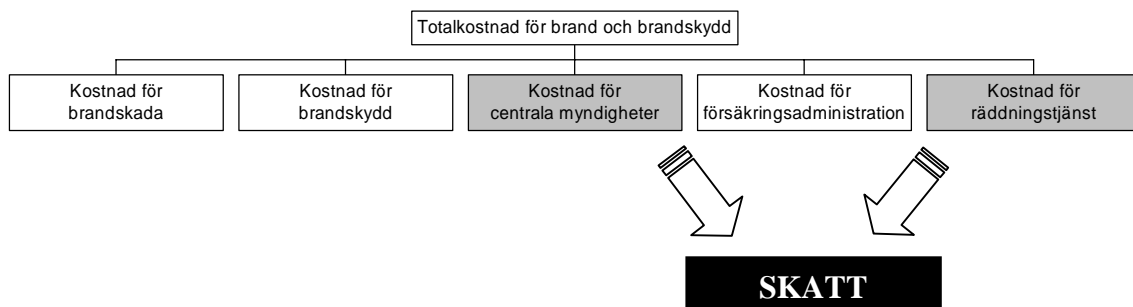 Totalkostnad för brand och brandskydd
Kostnad för
brandskada
Kostnad för
brandskydd
Kostnad för
centrala myndigheter
Kostnad för
försäkringsadministration
Kostnad för
räddningstjänst
SKATT